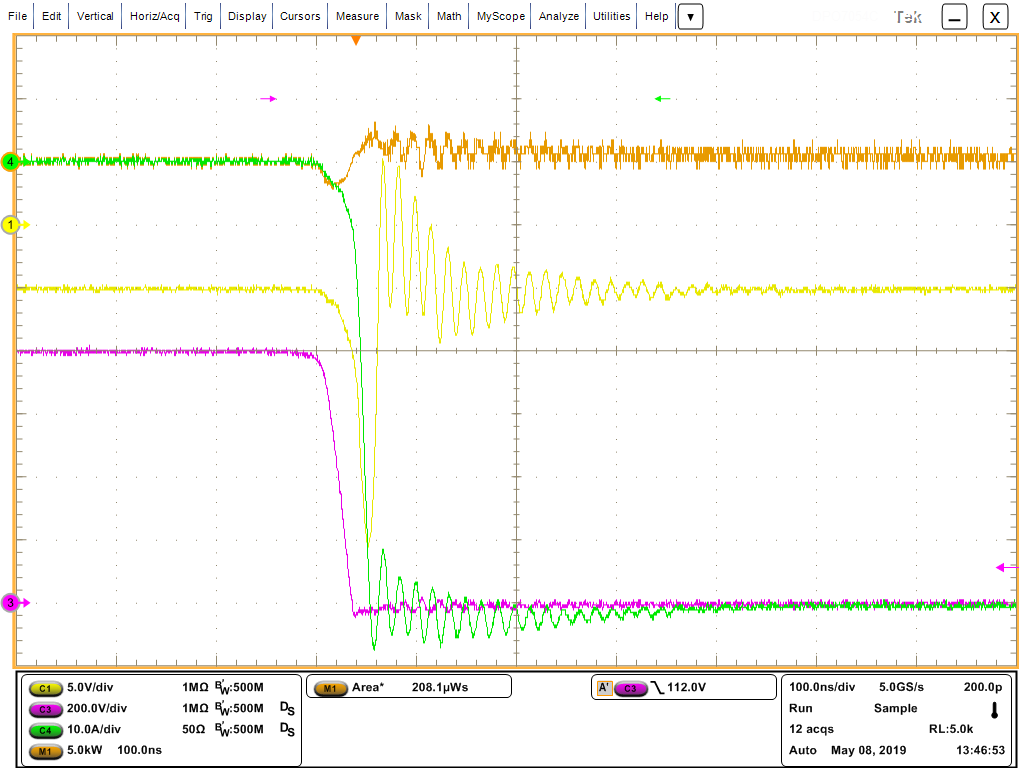 File Edit Vertical Horiz/Acq Trig Display Cursors Measure Mask Math MyScope Analyze Utilities Help ▼ Tek – X
4
1
3
C1 5.0V/div 1MΩ BW:500M
C3 200.0V/div 1MΩ BW:500M DS
C4 10.0A/div 50Ω BW:500M DS
M1 5.0kW 100.0ns
M1 Area* 208.1µWs
A' C3 112.0V
100.0ns/div 5.0GS/s 200.0p
Run Sample
12 acqs RL:5.0k
Auto May 08, 2019 13:46:53